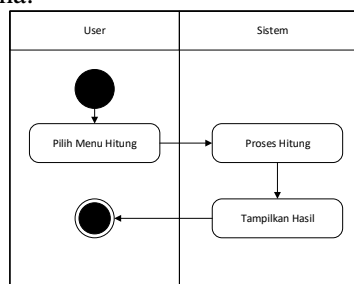 User
Sistem
Pilih Menu Hitung
Proses Hitung
Tampilkan Hasil